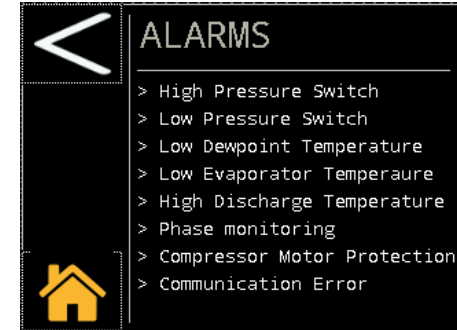 ALARMS
> High Pressure Switch
> Low Pressure Switch
> Low Dewpoint Temperature
> Low Evaporator Temperaure
> High Discharge Temperature
> Phase monitoring
> Compressor Motor Protection
> Communication Error